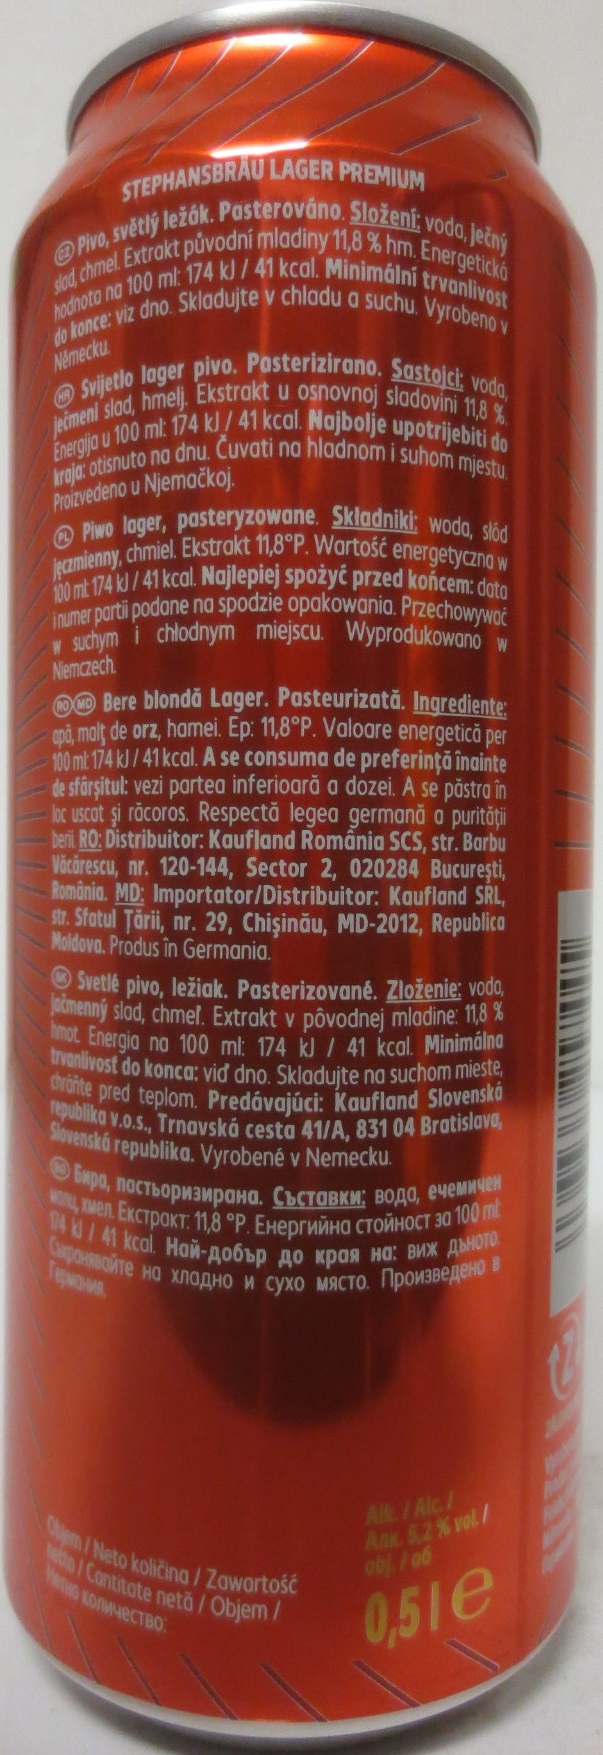 STEPHANSBRÄU LAGER PREMIUM
CZ Pivo, světlý ležák. Pasterováno. Složení: voda, ječný
slad, chmel. Extrakt původní mladiny 11,8 % hm. Energetická
hodnota na 100 ml: 174 kJ / 41 kcal. Minimální trvanlivost
do konce: viz dno. Skladujte v chladu a suchu. Vyrobeno v
Německu.
HR Svijetlo lager pivo. Pasterizirano. Sastojci: voda,
ječmeni slad, hmelj. Ekstrakt u osnovnoj sladovini 11,8 %.
Energija u 100 ml: 174 kJ / 41 kcal. Najbolje upotrijebiti do
kraja: otisnuto na dnu. Čuvati na hladnom i suhom mjestu.
Proizvedeno u Njemačkoj.
PL Piwo lager, pasteryzowane. Składniki: woda, słód
jęczmienny, chmiel. Ekstrakt 11,8°P. Wartość energetyczna w
100 ml: 174 kJ / 41 kcal. Najlepiej spożyć przed końcem: data
i numer partii podane na spodzie opakowania. Przechowywać
w suchym i chłodnym miejscu. Wyprodukowano w
Niemczech.
RO MD Bere blondă Lager. Pasteurizată. Ingrediente:
apă, malț de orz, hamei. Ep: 11,8°P. Valoare energetică per
100 ml: 174 kJ / 41 kcal. A se consuma de preferință înainte
de sfârșitul: vezi partea inferioară a dozei. A se păstra în
loc uscat și răcoros. Respectă legea germană a purității
berii. RO: Distribuitor: Kaufland România SCS, str. Barbu
Văcărescu, nr. 120-144, Sector 2, 020284 București,
România. MD: Importator/Distribuitor: Kaufland SRL,
str. Sfatul Țării, nr. 29, Chișinău, MD-2012, Republica
Moldova. Produs în Germania.
SK Svetlé pivo, ležiak. Pasterizované. Zloženie: voda,
jačmenný slad, chmeľ. Extrakt v pôvodnej mladine: 11,8 %
hmot. Energia na 100 ml: 174 kJ / 41 kcal. Minimálna
trvanlivosť do konca: viď dno. Skladujte na suchom mieste,
chráňte pred teplom. Predávajúci: Kaufland Slovenská
republika v.o.s., Trnavská cesta 41/A, 831 04 Bratislava,
Slovenská republika. Vyrobené v Nemecku.
BG Бира, пастьоризирана. Съставки: вода, ечемичен
малц, хмел. Екстракт: 11,8 °P. Енергийна стойност за 100 ml:
174 kJ / 41 kcal. Най-добър до края на: виж дъното.
Съхранявайте на хладно и сухо място. Произведено в
Германия.
Objem / Neto količina / Zawartość
netto / Cantitate netă / Objem /
Нетно количество:
Alk. / Alc. /
Алк. 5,2 % vol. /
obj. / об
0,5 l e